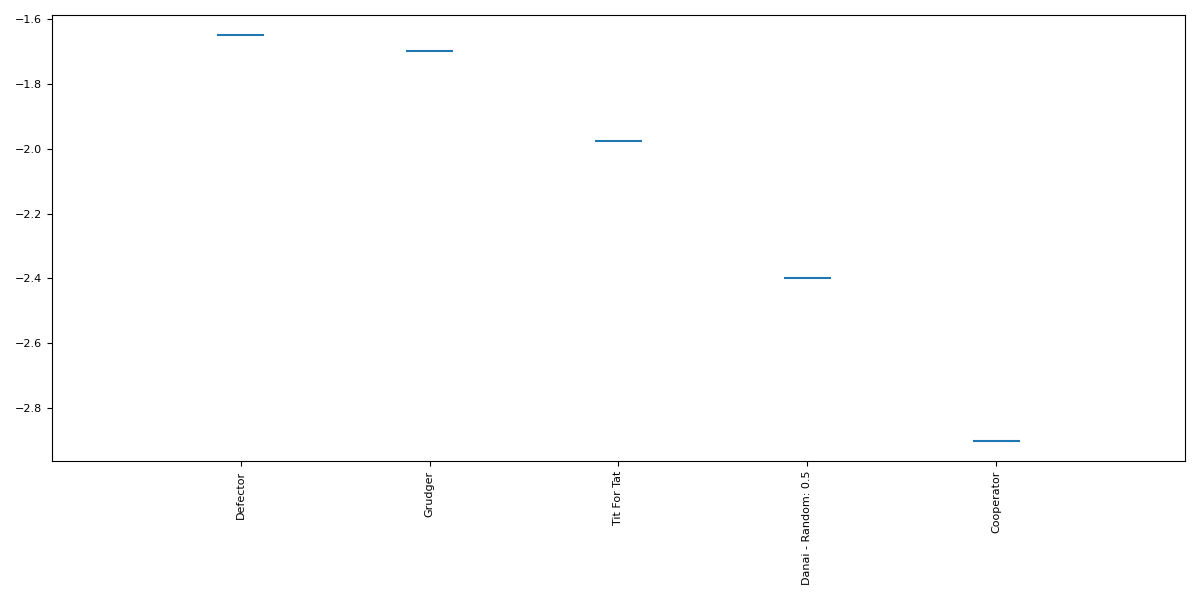 −1.6
−1.8
−2.0
−2.2
−2.4
−2.6
−2.8
Defector
Grudger
Tit For Tat
Danai - Random: 0.5
Cooperator